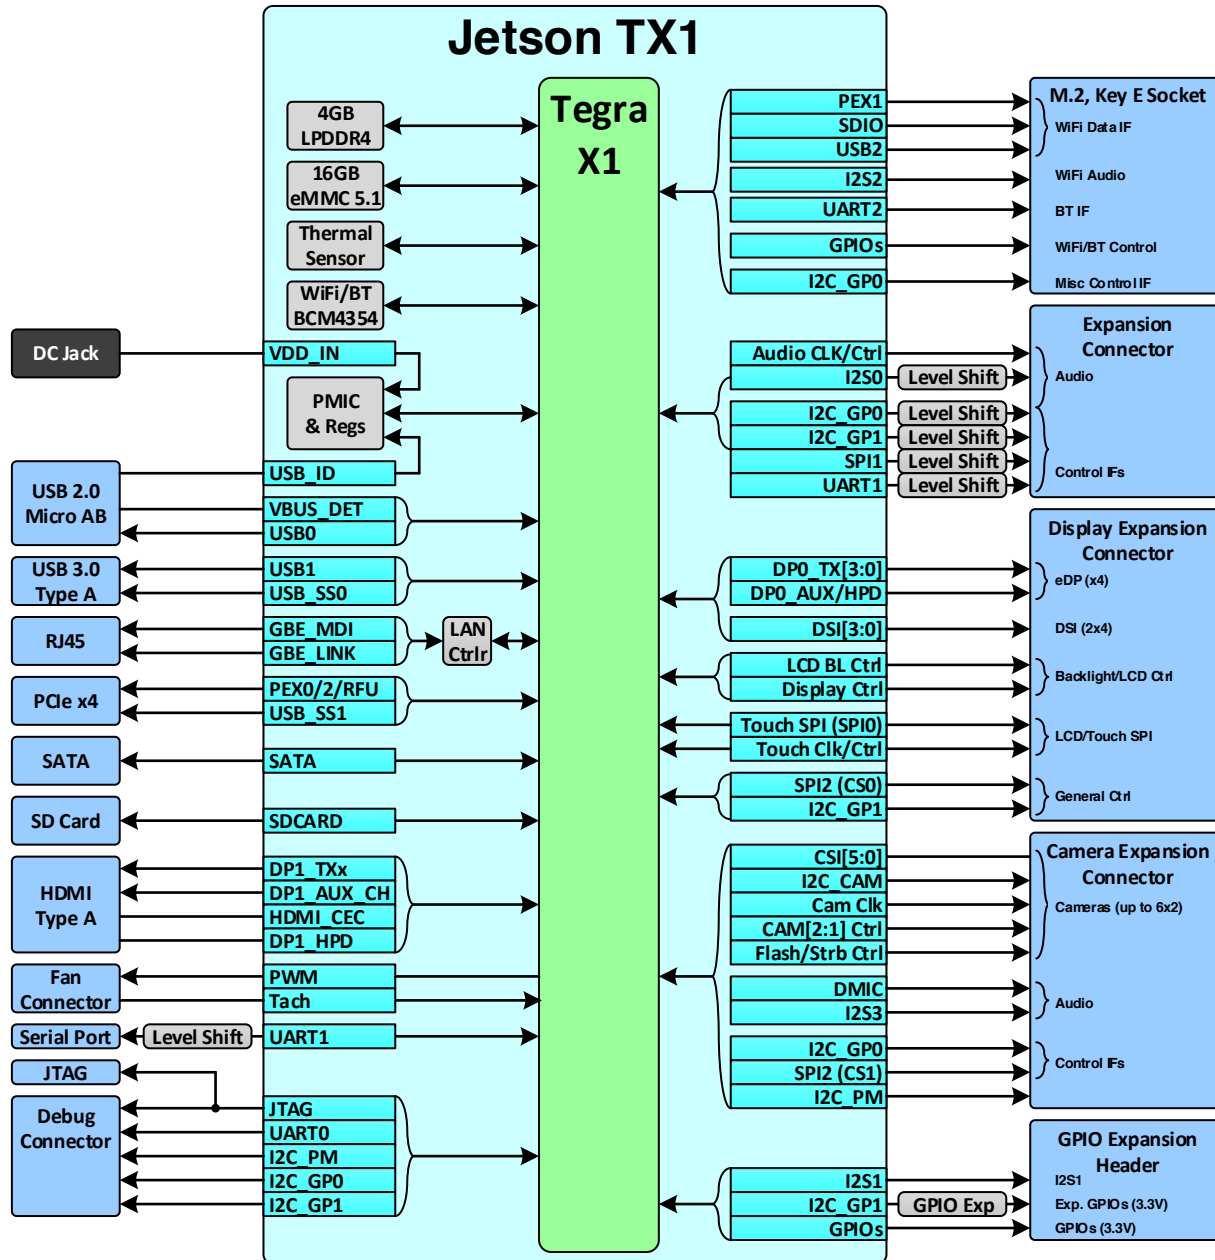 Jetson TX1
Tegra
X1
4GB
LPDDR4
16GB
eMMC 5.1
Thermal
Sensor
WiFi/BT
BCM4354
DC Jack
VDD_IN
PMIC
& Regs
USB_ID
USB 2.0
Micro AB
VBUS_DET
USB0
USB 3.0
Type A
USB1
USB_SS0
RJ45
GBE_MDI
GBE_LINK
LAN
Ctrlr
PCIe x4
PEX0/2/RFU
USB_SS1
SATA
SATA
SD Card
SDCARD
HDMI
Type A
DP1_TXx
DP1_AUX_CH
HDMI_CEC
DP1_HPD
Fan
Connector
PWM
Tach
Serial Port
Level Shift
UART1
JTAG
Debug
Connector
JTAG
UART0
I2C_PM
I2C_GP0
I2C_GP1
PEX1
SDIO
USB2
I2S2
UART2
GPIOs
I2C_GP0
M.2, Key E Socket
WiFi Data IF
WiFi Audio
BT IF
WiFi/BT Control
Misc Control IF
Audio CLK/Ctrl
I2S0
Level Shift
I2C_GP0
Level Shift
I2C_GP1
Level Shift
SPI1
Level Shift
UART1
Level Shift
Expansion
Connector
Audio
Control IFs
DP0_TX[3:0]
DP0_AUX/HPD
DSI[3:0]
LCD BL Ctrl
Display Ctrl
Touch SPI (SPI0)
Touch Clk/Ctrl
SPI2 (CS0)
I2C_GP1
Display Expansion
Connector
eDP (x4)
DSI (2x4)
Backlight/LCD Ctrl
LCD/Touch SPI
General Ctrl
CSI[5:0]
I2C_CAM
Cam Clk
CAM[2:1] Ctrl
Flash/Strb Ctrl
DMIC
I2S3
I2C_GP0
SPI2 (CS1)
I2C_PM
Camera Expansion
Connector
Cameras (up to 6x2)
Audio
Control IFs
I2S1
I2C_GP1
GPIO Exp
GPIOs
GPIO Expansion
Header
I2S1
Exp. GPIOs (3.3V)
GPIOs (3.3V)